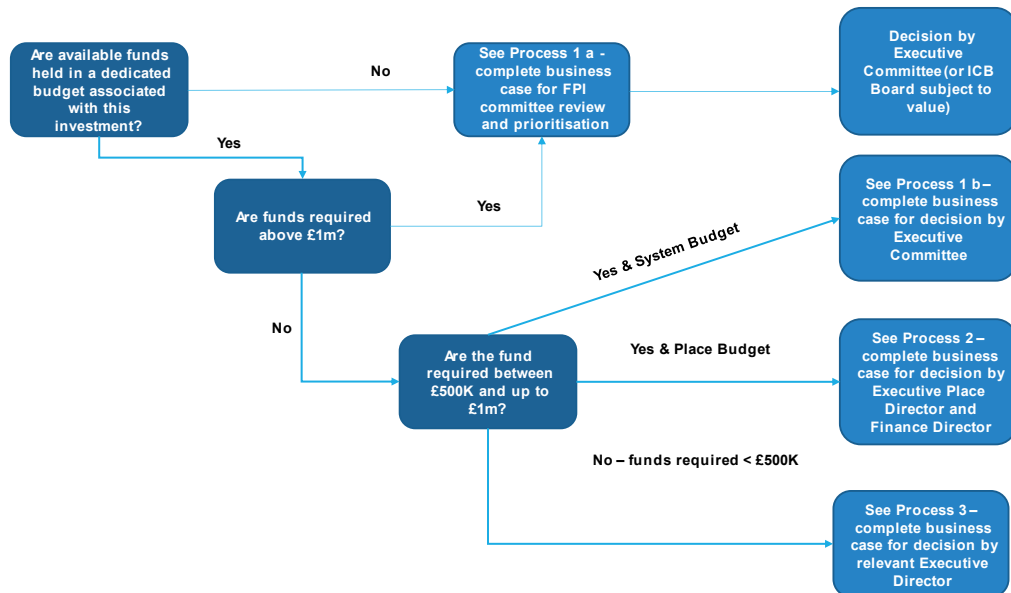 Are available funds
held in a dedicated
budget associated
with this
investment?
No
See Process 1 a -
complete business
case for FPI
committee review
and prioritisation
Decision by
Executive
Committee (or ICB
Board subject to
value)
Yes
Are funds required
above £1m?
Yes
See Process 1 b –
complete business
case for decision by
Executive
Committee
Yes & System Budget
No
Are the fund
required between
£500K and up to
£1m?
Yes & Place Budget
See Process 2 –
complete business
case for decision by
Executive Place
Director and
Finance Director
No – funds required < £500K
See Process 3 –
complete business
case for decision by
relevant Executive
Director